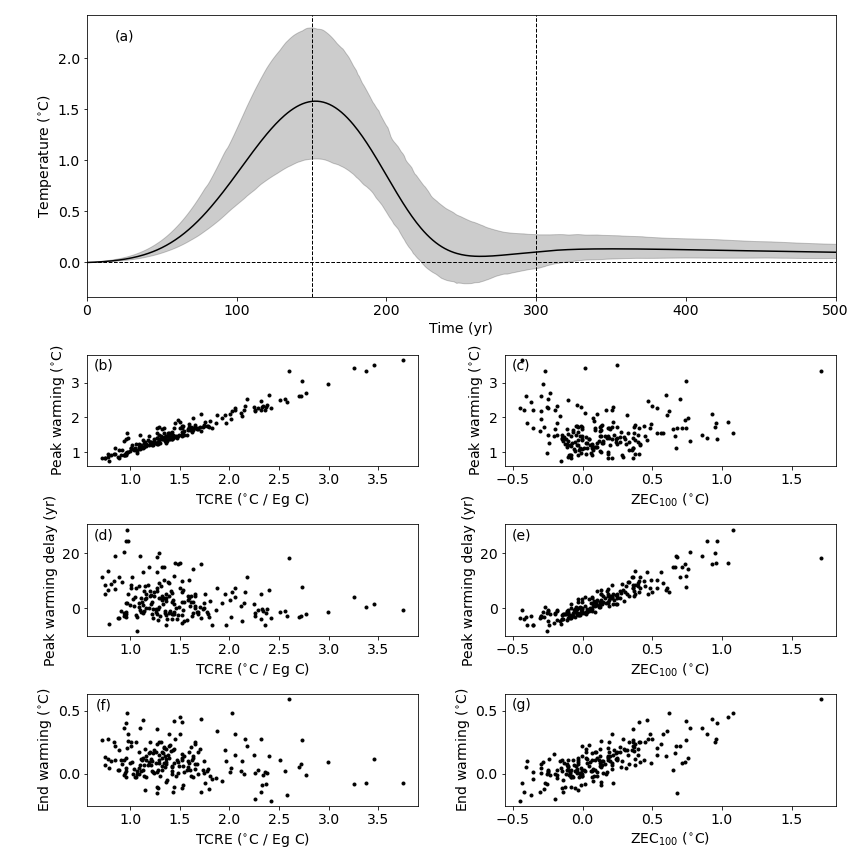 (a)
Temperature (°C)
2.0
1.5
1.0
0.5
0.0
0 100 200 300 400 500
Time (yr)
(b)
Peak warming (°C)
3
2
1
1.0 1.5 2.0 2.5 3.0 3.5
TCRE (°C / Eg C)
(c)
Peak warming (°C)
3
2
1
−0.5 0.0 0.5 1.0 1.5
ZEC₁₀₀ (°C)
(d)
Peak warming delay (yr)
20
0
1.0 1.5 2.0 2.5 3.0 3.5
TCRE (°C / Eg C)
(e)
Peak warming delay (yr)
20
0
−0.5 0.0 0.5 1.0 1.5
ZEC₁₀₀ (°C)
(f)
End warming (°C)
0.5
0.0
1.0 1.5 2.0 2.5 3.0 3.5
TCRE (°C / Eg C)
(g)
End warming (°C)
0.5
0.0
−0.5 0.0 0.5 1.0 1.5
ZEC₁₀₀ (°C)